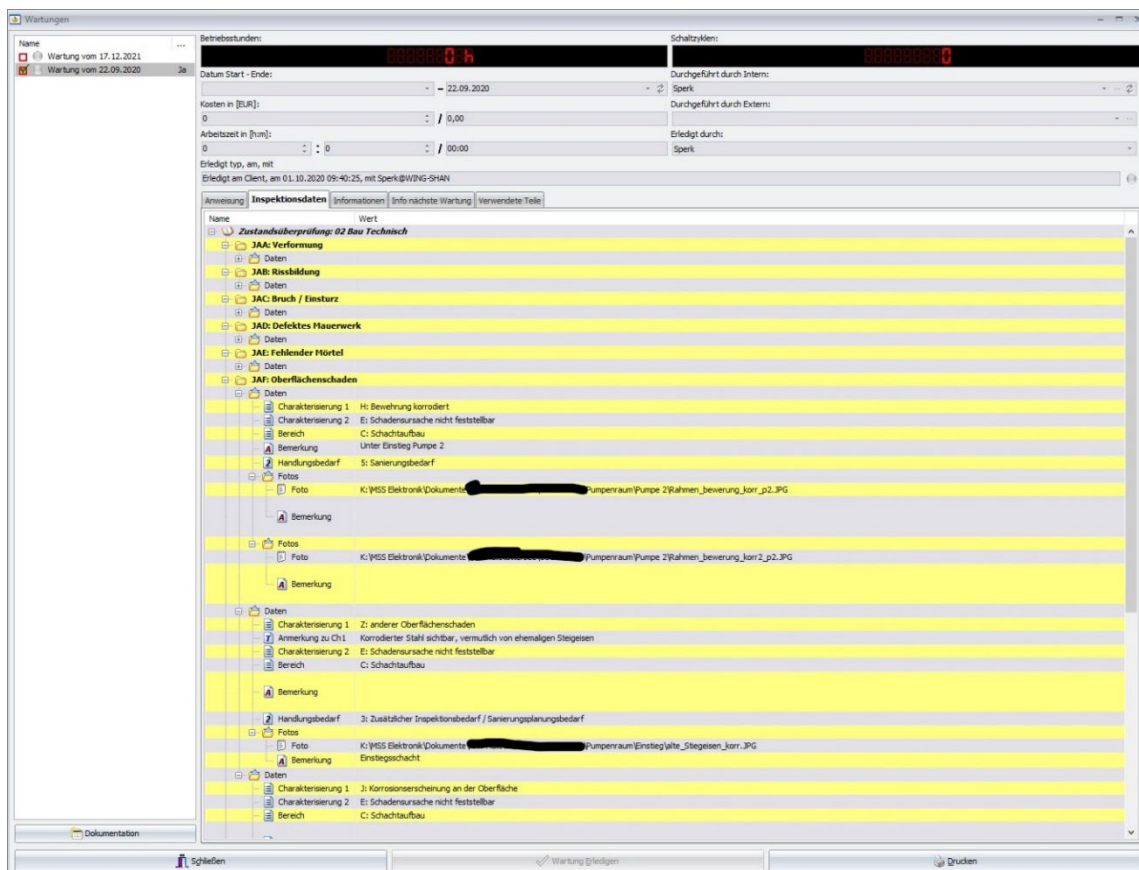 Wartungen
Name ...
Wartung vom 17.12.2021
Wartung vom 22.09.2020 Ja
Betriebsstunden: Schaltzyklen:
0 h 0
Datum Start - Ende: Durchgeführt durch Intern:
- 22.09.2020 Sperk
Kosten in [EUR]: Durchgeführt durch Extern:
0 / 0,00
Arbeitszeit in [h:m]: Erledigt durch:
0 : 0 / 00:00 Sperk
Erledigt typ, am, mit
Erledigt am Client, am 01.10.2020 09:40:25, mit Sperk@WING-SHAN
Anweisung Inspektionsdaten Informationen Info nächste Wartung Verwendete Teile
Name Wert
Zustandsüberprüfung: 02 Bau Technisch
JAA: Verformung
Daten
JAB: Rissbildung
Daten
JAC: Bruch / Einsturz
Daten
JAD: Defektes Mauerwerk
Daten
JAE: Fehlender Mörtel
Daten
JAF: Oberflächenschaden
Daten
Charakterisierung 1 H: Bewehrung korrodiert
Charakterisierung 2 E: Schadensursache nicht feststellbar
Bereich C: Schachtaufbau
Bemerkung Unter Einstieg Pumpe 2
Handlungsbedarf 5: Sanierungsbedarf
Fotos
Foto K:\MSS Elektronik\Dokumente Pumpenraum\Pumpe 2\Rahmen_bewerung_korr_p2.JPG
Bemerkung
Fotos
Foto K:\MSS Elektronik\Dokumente Pumpenraum\Pumpe 2\Rahmen_bewerung_korr2_p2.JPG
Bemerkung
Daten
Charakterisierung 1 Z: anderer Oberflächenschaden
Anmerkung zu Ch1 Korrodierter Stahl sichtbar, vermutlich von ehemaligen Steigeisen
Charakterisierung 2 E: Schadensursache nicht feststellbar
Bereich C: Schachtaufbau
Bemerkung
Handlungsbedarf 3: Zusätzlicher Inspektionsbedarf / Sanierungsplanungsbedarf
Fotos
Foto K:\MSS Elektronik\Dokumente Pumpenraum\Einstieg\alte_Stiegeisen_korr.JPG
Bemerkung Einstiegsschacht
Daten
Charakterisierung 1 J: Korrosionserscheinung an der Oberfläche
Charakterisierung 2 E: Schadensursache nicht feststellbar
Bereich C: Schachtaufbau
Dokumentation
Schließen Wartung Erledigen Drucken